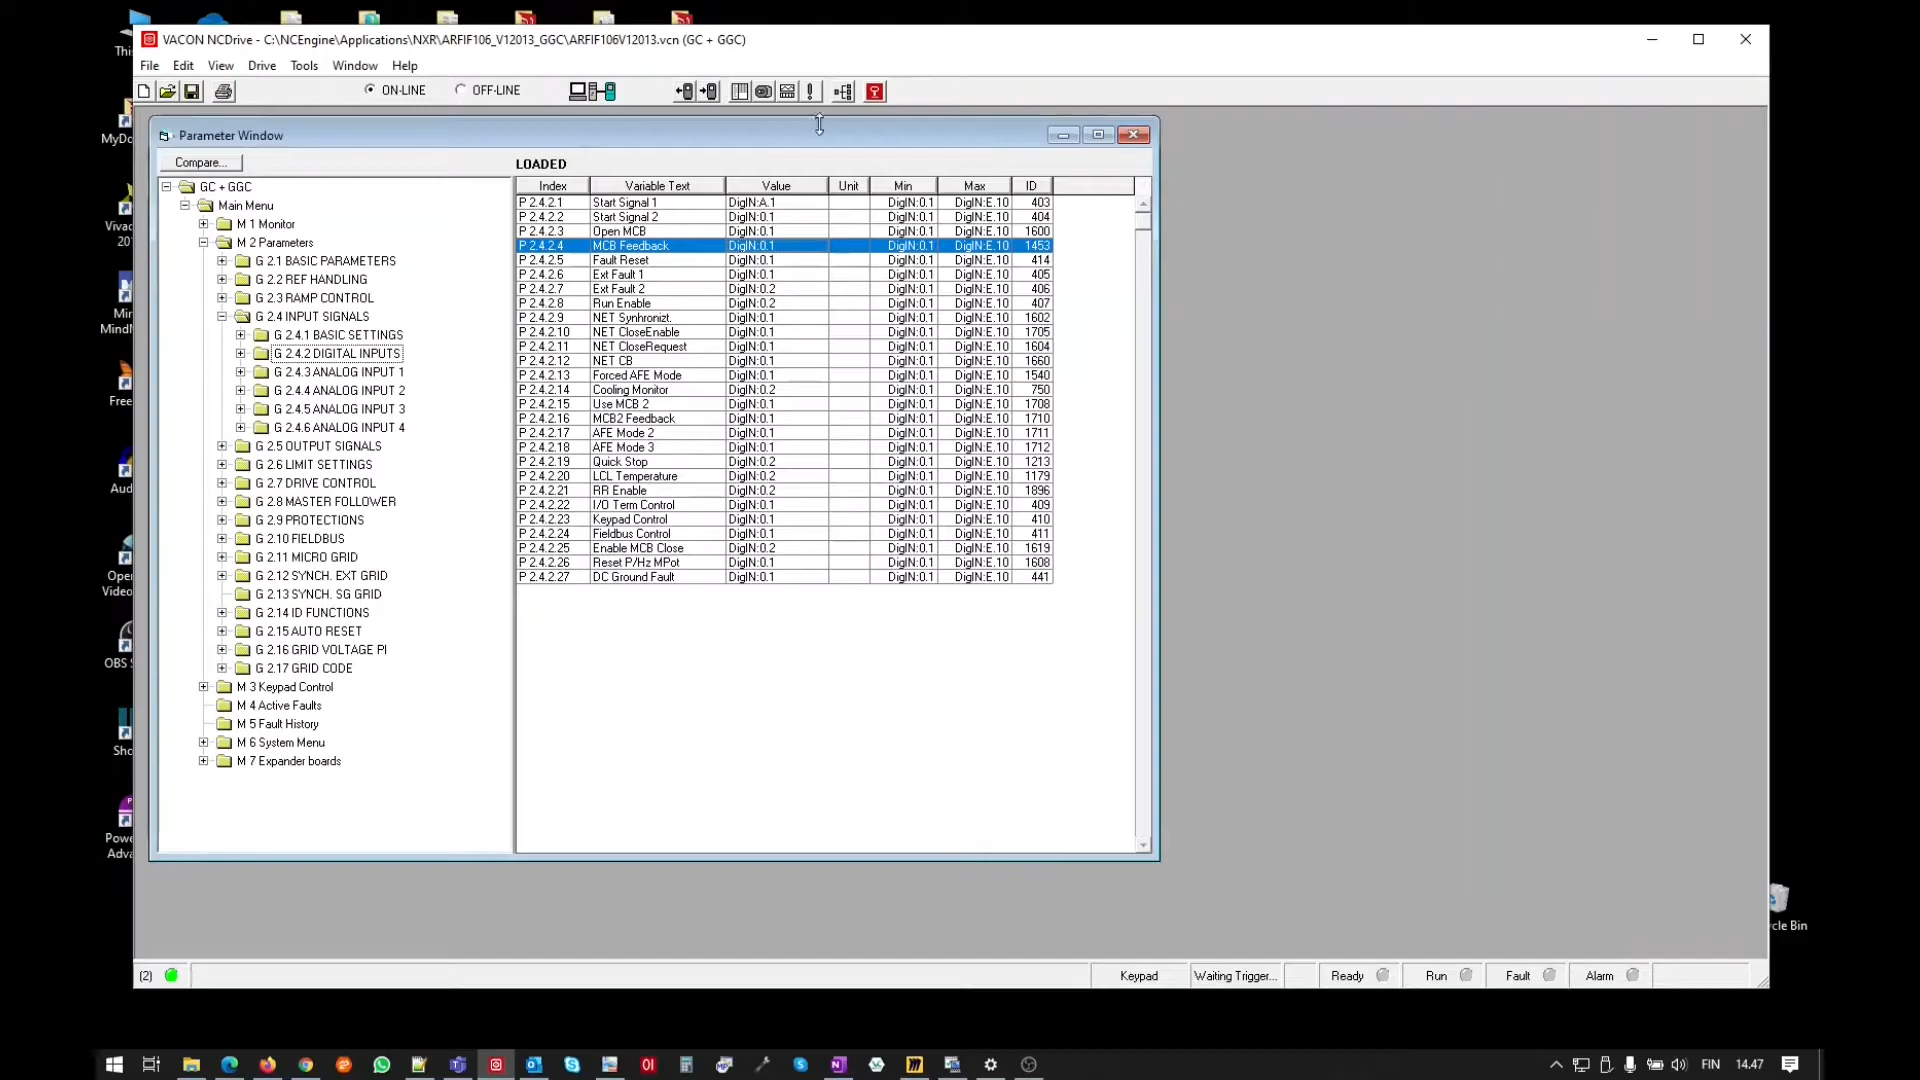 VACON NCDrive - C:\NCEngine\Applications\NXR\ARFIF106_V12013_GGC\ARFIF106V12013.vcn (GC + GGC)
File Edit View Drive Tools Window Help
ON-LINE OFF-LINE
Parameter Window
Compare...
LOADED
GC + GGC
Main Menu
M 1 Monitor
M 2 Parameters
G 2.1 BASIC PARAMETERS
G 2.2 REF HANDLING
G 2.3 RAMP CONTROL
G 2.4 INPUT SIGNALS
G 2.4.1 BASIC SETTINGS
G 2.4.2 DIGITAL INPUTS
G 2.4.3 ANALOG INPUT 1
G 2.4.4 ANALOG INPUT 2
G 2.4.5 ANALOG INPUT 3
G 2.4.6 ANALOG INPUT 4
G 2.5 OUTPUT SIGNALS
G 2.6 LIMIT SETTINGS
G 2.7 DRIVE CONTROL
G 2.8 MASTER FOLLOWER
G 2.9 PROTECTIONS
G 2.10 FIELDBUS
G 2.11 MICRO GRID
G 2.12 SYNCH. EXT GRID
G 2.13 SYNCH. SG GRID
G 2.14 ID FUNCTIONS
G 2.15 AUTO RESET
G 2.16 GRID VOLTAGE PI
G 2.17 GRID CODE
M 3 Keypad Control
M 4 Active Faults
M 5 Fault History
M 6 System Menu
M 7 Expander boards
Index Variable Text Value Unit Min Max ID
P 2.4.2.1 Start Signal 1 DigIN:A.1 DigIN:0.1 DigIN:E.10 403
P 2.4.2.2 Start Signal 2 DigIN:0.1 DigIN:0.1 DigIN:E.10 404
P 2.4.2.3 Open MCB DigIN:0.1 DigIN:0.1 DigIN:E.10 1600
P 2.4.2.4 MCB Feedback DigIN:0.1 DigIN:0.1 DigIN:E.10 1453
P 2.4.2.5 Fault Reset DigIN:0.1 DigIN:0.1 DigIN:E.10 414
P 2.4.2.6 Ext Fault 1 DigIN:0.1 DigIN:0.1 DigIN:E.10 405
P 2.4.2.7 Ext Fault 2 DigIN:0.2 DigIN:0.1 DigIN:E.10 406
P 2.4.2.8 Run Enable DigIN:0.2 DigIN:0.1 DigIN:E.10 407
P 2.4.2.9 NET Synhronizt. DigIN:0.1 DigIN:0.1 DigIN:E.10 1602
P 2.4.2.10 NET CloseEnable DigIN:0.1 DigIN:0.1 DigIN:E.10 1705
P 2.4.2.11 NET CloseRequest DigIN:0.1 DigIN:0.1 DigIN:E.10 1604
P 2.4.2.12 NET CB DigIN:0.1 DigIN:0.1 DigIN:E.10 1660
P 2.4.2.13 Forced AFE Mode DigIN:0.1 DigIN:0.1 DigIN:E.10 1540
P 2.4.2.14 Cooling Monitor DigIN:0.2 DigIN:0.1 DigIN:E.10 750
P 2.4.2.15 Use MCB 2 DigIN:0.1 DigIN:0.1 DigIN:E.10 1708
P 2.4.2.16 MCB2 Feedback DigIN:0.1 DigIN:0.1 DigIN:E.10 1710
P 2.4.2.17 AFE Mode 2 DigIN:0.1 DigIN:0.1 DigIN:E.10 1711
P 2.4.2.18 AFE Mode 3 DigIN:0.1 DigIN:0.1 DigIN:E.10 1712
P 2.4.2.19 Quick Stop DigIN:0.2 DigIN:0.1 DigIN:E.10 1213
P 2.4.2.20 LCL Temperature DigIN:0.2 DigIN:0.1 DigIN:E.10 1179
P 2.4.2.21 RR Enable DigIN:0.2 DigIN:0.1 DigIN:E.10 1896
P 2.4.2.22 I/O Term Control DigIN:0.1 DigIN:0.1 DigIN:E.10 409
P 2.4.2.23 Keypad Control DigIN:0.1 DigIN:0.1 DigIN:E.10 410
P 2.4.2.24 Fieldbus Control DigIN:0.1 DigIN:0.1 DigIN:E.10 411
P 2.4.2.25 Enable MCB Close DigIN:0.2 DigIN:0.1 DigIN:E.10 1619
P 2.4.2.26 Reset P/Hz MPot DigIN:0.1 DigIN:0.1 DigIN:E.10 1608
P 2.4.2.27 DC Ground Fault DigIN:0.1 DigIN:0.1 DigIN:E.10 441
(2) Keypad Waiting Trigger... Ready Run Fault Alarm
Thi
MyDo
Vivac
20
Min
Mind
Free
Aud
Ope
Video
OBS S
Sho
Powe
Adva
cle Bin
FIN 14.47